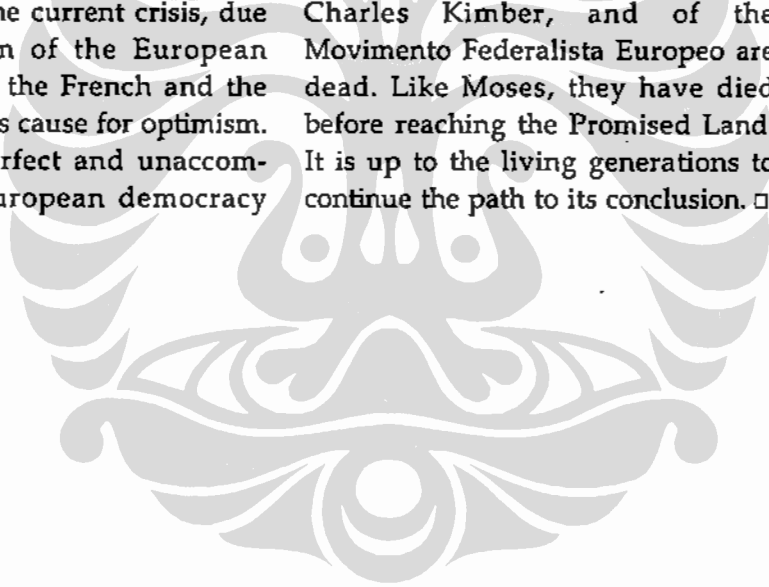 he current crisis, due
n of the European
the French and the
s cause for optimism.
rfect and unaccom-
uropean democracy
Charles Kimber, and of the
Movimento Federalista Europeo are
dead. Like Moses, they have died
before reaching the Promised Land
It is up to the living generations to
continue the path to its conclusion. □